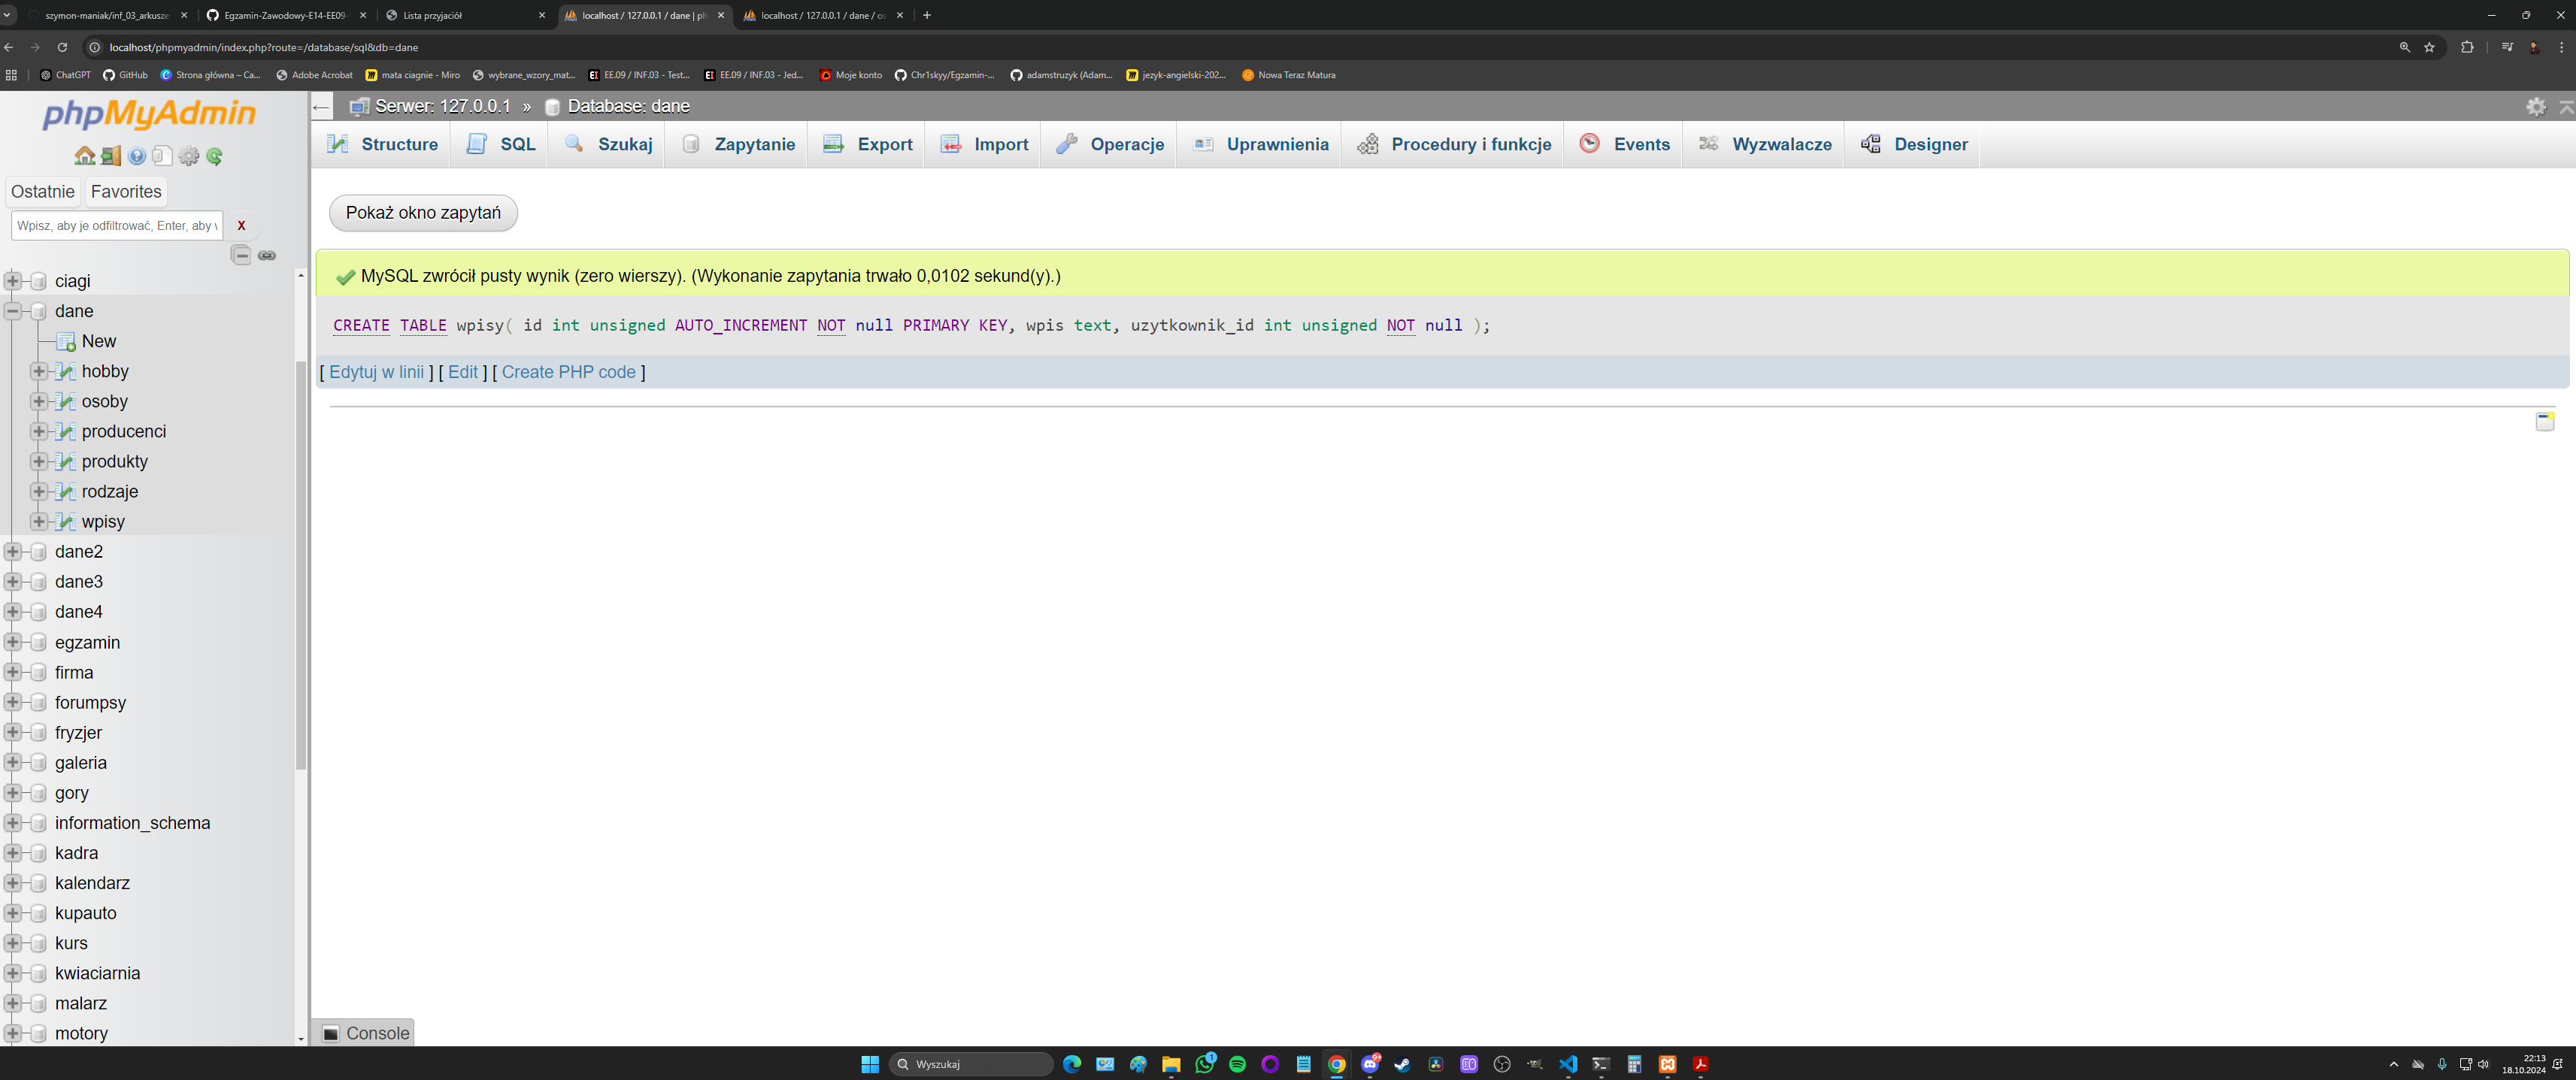 szymon-maniak/inf_03_arkusze
Egzamin-Zawodowy-E14-EE09-
Lista przyjaciół
localhost / 127.0.0.1 / dane | ph
localhost / 127.0.0.1 / dane / os
localhost/phpmyadmin/index.php?route=/database/sql&db=dane
ChatGPT
GitHub
Strona główna – Ca...
Adobe Acrobat
mata ciagnie - Miro
wybrane_wzory_mat...
EE.09 / INF.03 - Test...
EE.09 / INF.03 - Jed...
Moje konto
Chr1skyy/Egzamin-...
adamstruzyk (Adam...
jezyk-angielski-202...
Nowa Teraz Matura
phpMyAdmin
Ostatnie
Favorites
Wpisz, aby je odfiltrować, Enter, aby w
X
ciagi
dane
New
hobby
osoby
producenci
produkty
rodzaje
wpisy
dane2
dane3
dane4
egzamin
firma
forumpsy
fryzjer
galeria
gory
information_schema
kadra
kalendarz
kupauto
kurs
kwiaciarnia
malarz
motory
Serwer: 127.0.0.1 » Database: dane
Structure
SQL
Szukaj
Zapytanie
Export
Import
Operacje
Uprawnienia
Procedury i funkcje
Events
Wyzwalacze
Designer
Pokaż okno zapytań
MySQL zwrócił pusty wynik (zero wierszy). (Wykonanie zapytania trwało 0,0102 sekund(y).)
CREATE TABLE wpisy( id int unsigned AUTO_INCREMENT NOT null PRIMARY KEY, wpis text, uzytkownik_id int unsigned NOT null );
[ Edytuj w linii ] [ Edit ] [ Create PHP code ]
Console
Wyszukaj
1
9+
22:13
18.10.2024